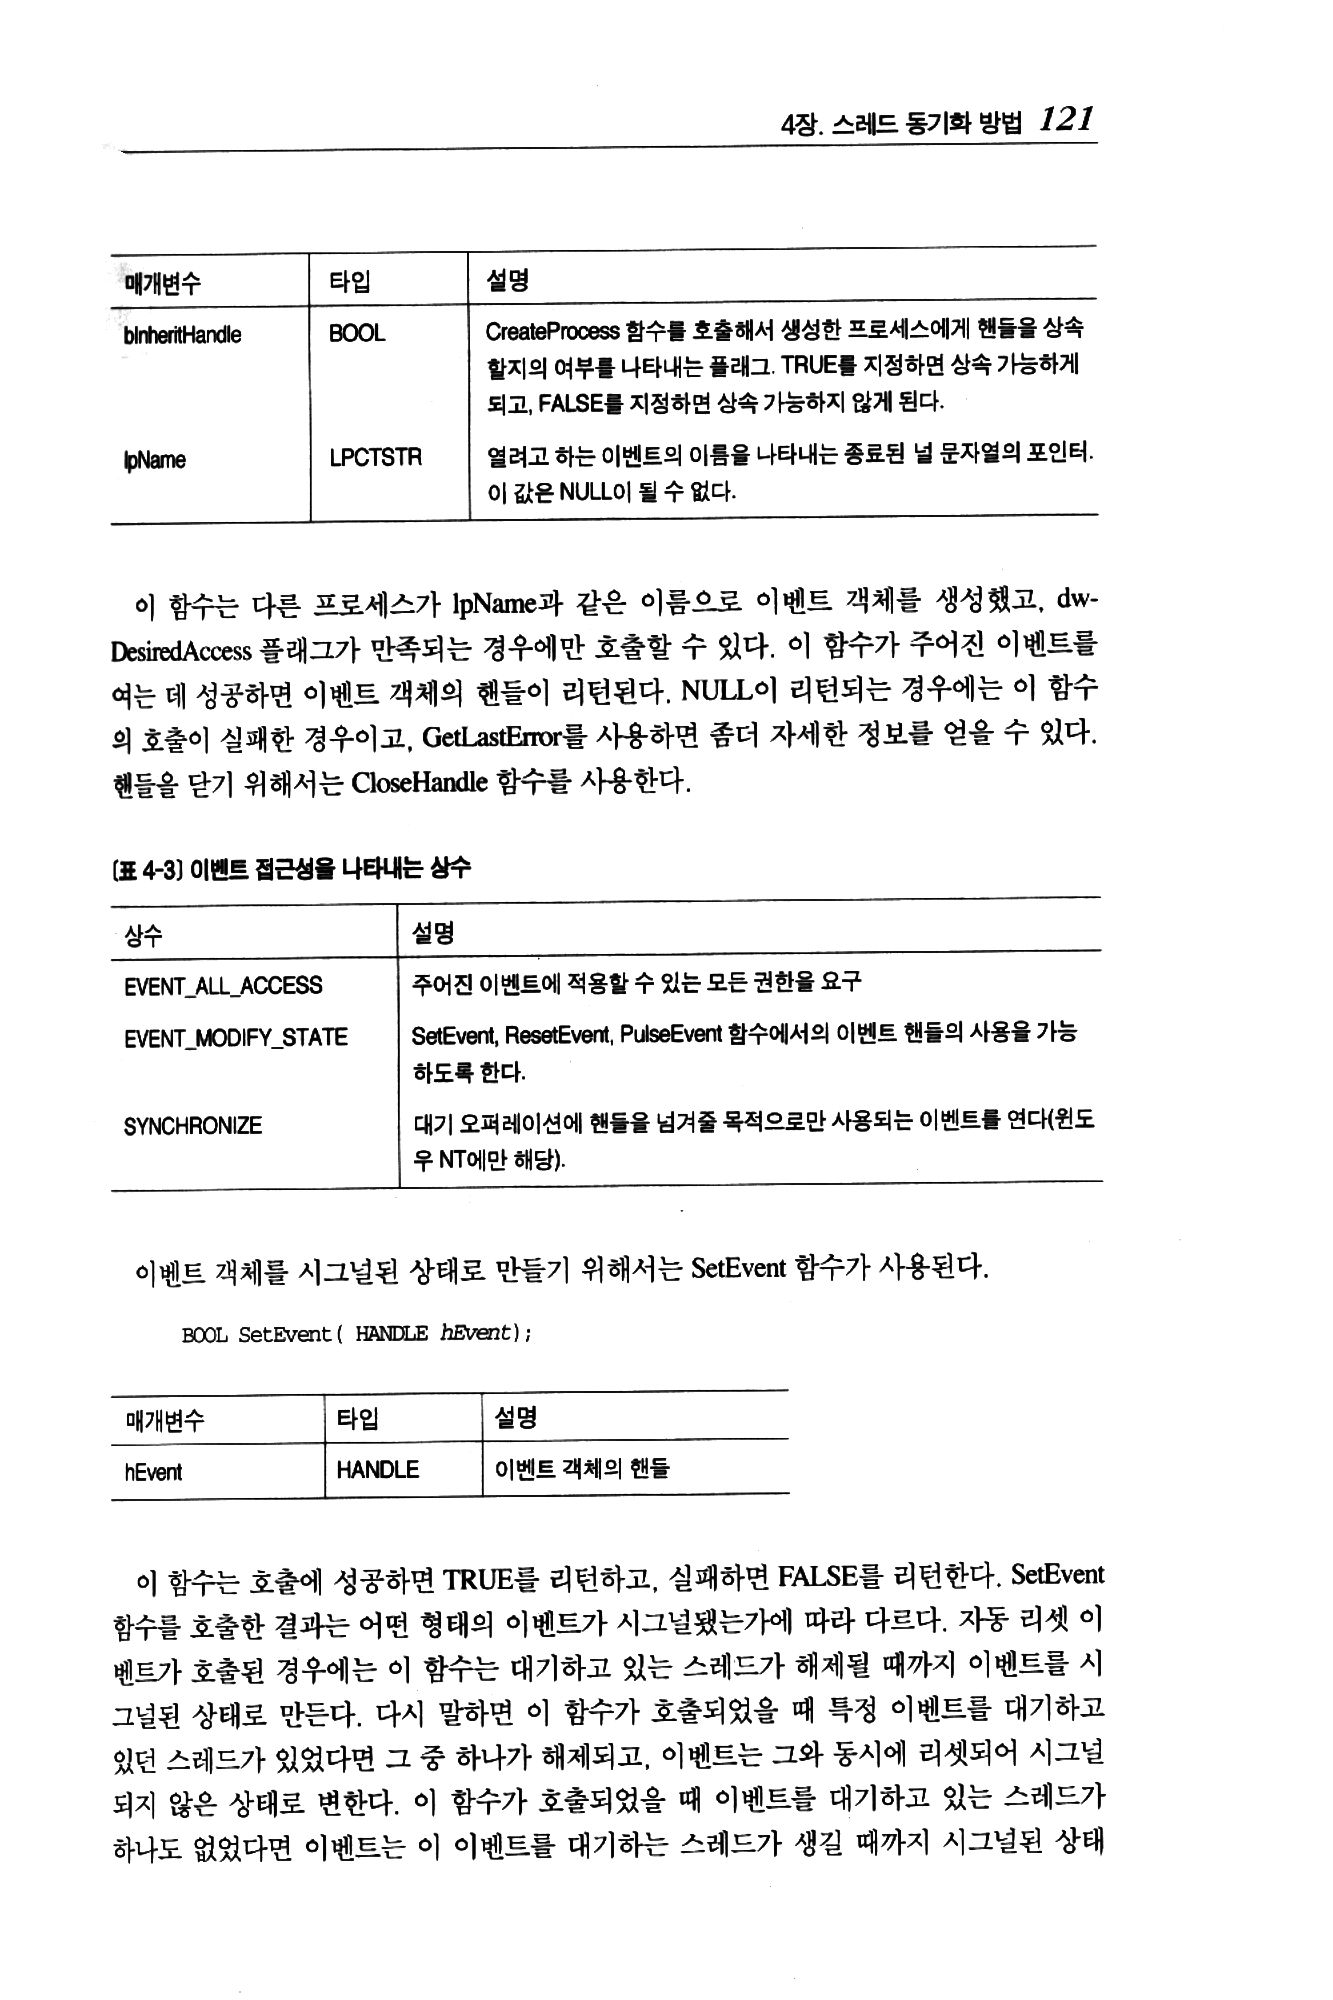 4장. 스레드 동기화 방법 121
매개변수 타입 설명
bInheritHandle BOOL CreateProcess 함수를 호출해서 생성한 프로세스에게 핸들을 상속
할지의 여부를 나타내는 플래그. TRUE를 지정하면 상속 가능하게
되고, FALSE를 지정하면 상속 가능하지 않게 된다.
lpName LPCTSTR 열려고 하는 이벤트의 이름을 나타내는 종료된 널 문자열의 포인터.
이 값은 NULL이 될 수 없다.
이 함수는 다른 프로세스가 lpName과 같은 이름으로 이벤트 객체를 생성했고, dw-
DesiredAccess 플래그가 만족되는 경우에만 호출할 수 있다. 이 함수가 주어진 이벤트를
여는 데 성공하면 이벤트 객체의 핸들이 리턴된다. NULL이 리턴되는 경우에는 이 함수
의 호출이 실패한 경우이고, GetLastError를 사용하면 좀더 자세한 정보를 얻을 수 있다.
핸들을 닫기 위해서는 CloseHandle 함수를 사용한다.
[표 4-3] 이벤트 접근성을 나타내는 상수
상수 설명
EVENT_ALL_ACCESS 주어진 이벤트에 적용할 수 있는 모든 권한을 요구
EVENT_MODIFY_STATE SetEvent, ResetEvent, PulseEvent 함수에서의 이벤트 핸들의 사용을 가능
하도록 한다.
SYNCHRONIZE 대기 오퍼레이션에 핸들을 넘겨줄 목적으로만 사용되는 이벤트를 연다(윈도
우 NT에만 해당).
이벤트 객체를 시그널된 상태로 만들기 위해서는 SetEvent 함수가 사용된다.
BOOL SetEvent( HANDLE hEvent);
매개변수 타입 설명
hEvent HANDLE 이벤트 객체의 핸들
이 함수는 호출에 성공하면 TRUE를 리턴하고, 실패하면 FALSE를 리턴한다. SetEvent
함수를 호출한 결과는 어떤 형태의 이벤트가 시그널됐는가에 따라 다르다. 자동 리셋 이
벤트가 호출된 경우에는 이 함수는 대기하고 있는 스레드가 해제될 때까지 이벤트를 시
그널된 상태로 만든다. 다시 말하면 이 함수가 호출되었을 때 특정 이벤트를 대기하고
있던 스레드가 있었다면 그 중 하나가 해제되고, 이벤트는 그와 동시에 리셋되어 시그널
되지 않은 상태로 변한다. 이 함수가 호출되었을 때 이벤트를 대기하고 있는 스레드가
하나도 없었다면 이벤트는 이 이벤트를 대기하는 스레드가 생길 때까지 시그널된 상태